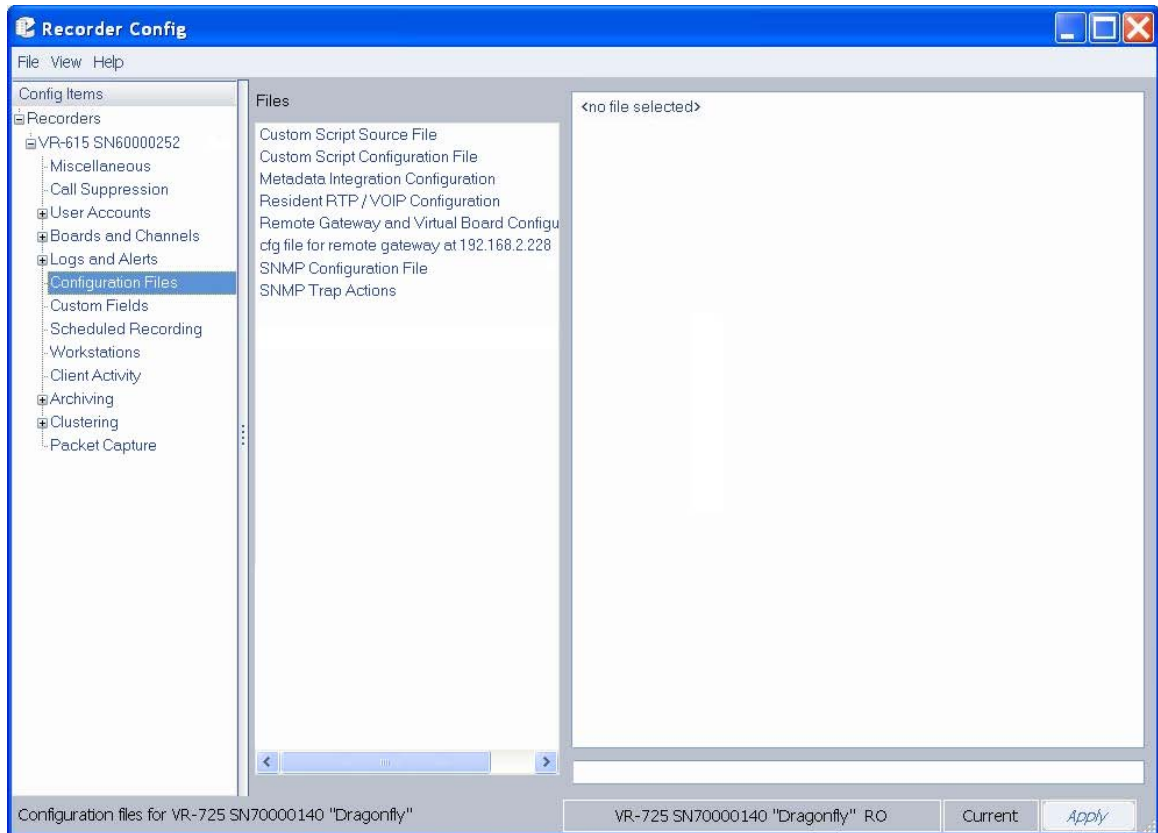 Recorder Config
File View Help
Config Items
Recorders
VR-615 SN60000252
Miscellaneous
Call Suppression
User Accounts
Boards and Channels
Logs and Alerts
Configuration Files
Custom Fields
Scheduled Recording
Workstations
Client Activity
Archiving
Clustering
Packet Capture
Files
Custom Script Source File
Custom Script Configuration File
Metadata Integration Configuration
Resident RTP / VOIP Configuration
Remote Gateway and Virtual Board Configu
cfg file for remote gateway at 192.168.2.228
SNMP Configuration File
SNMP Trap Actions
<no file selected>
Configuration files for VR-725 SN70000140 "Dragonfly"
VR-725 SN70000140 "Dragonfly" RO
Current
Apply